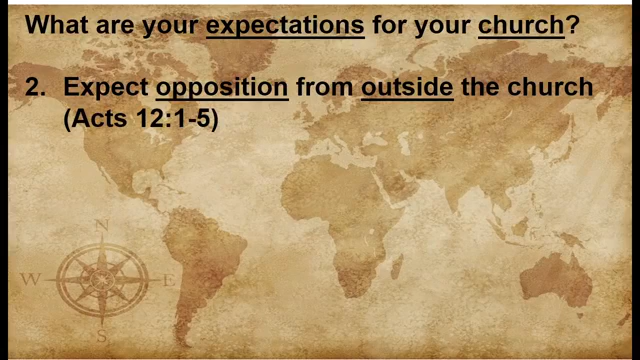 What are your expectations for your church?
2. Expect opposition from outside the church
(Acts 12:1-5)
N
W E
S